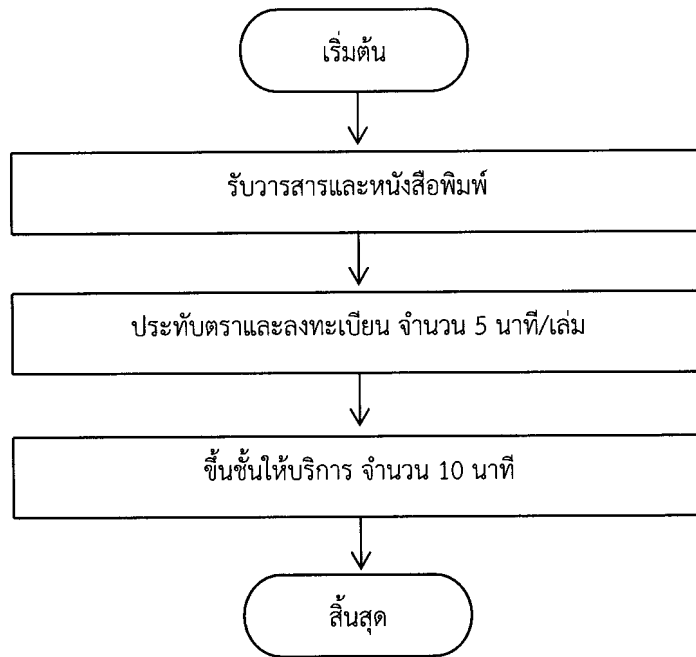 เริ่มต้น
รับวารสารและหนังสือพิมพ์
ประทับตราและลงทะเบียน จำนวน 5 นาที/เล่ม
ขึ้นชั้นให้บริการ จำนวน 10 นาที
สิ้นสุด